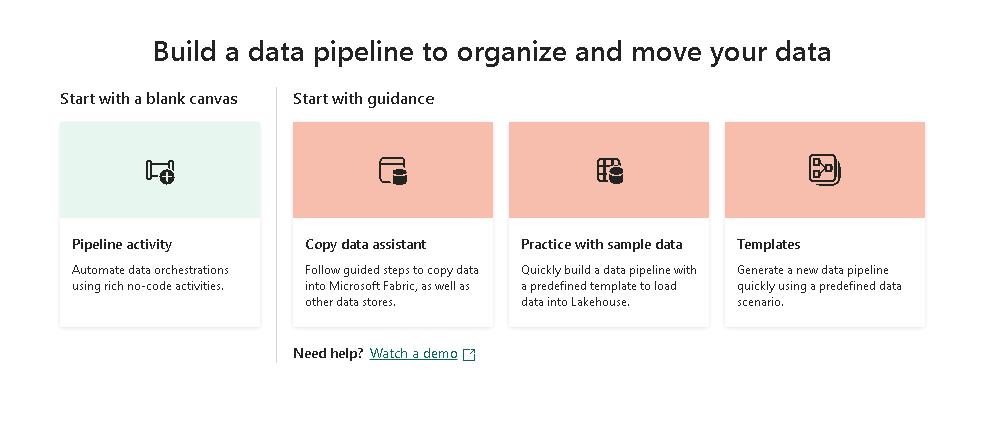 Build a data pipeline to organize and move your data
Start with a blank canvas
Start with guidance
Pipeline activity
Automate data orchestrations
using rich no-code activities.
Copy data assistant
Follow guided steps to copy data
into Microsoft Fabric, as well as
other data stores.
Practice with sample data
Quickly build a data pipeline with
a predefined template to load
data into Lakehouse.
Templates
Generate a new data pipeline
quickly using a predefined data
scenario.
Need help? Watch a demo